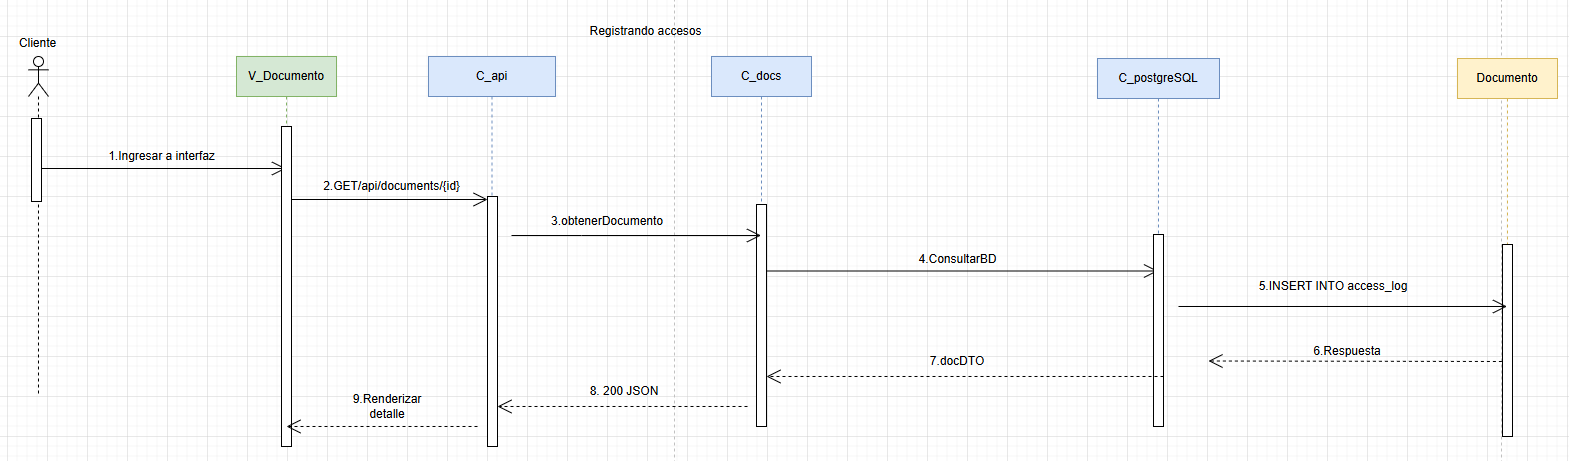 Registrando accesos
Cliente
V_Documento
C_api
C_docs
C_postgreSQL
Documento
1.Ingresar a interfaz
2.GET/api/documents/{id}
3.obtenerDocumento
4.ConsultarBD
5.INSERT INTO access_log
6.Respuesta
7.docDTO
8. 200 JSON
9.Renderizar
detalle